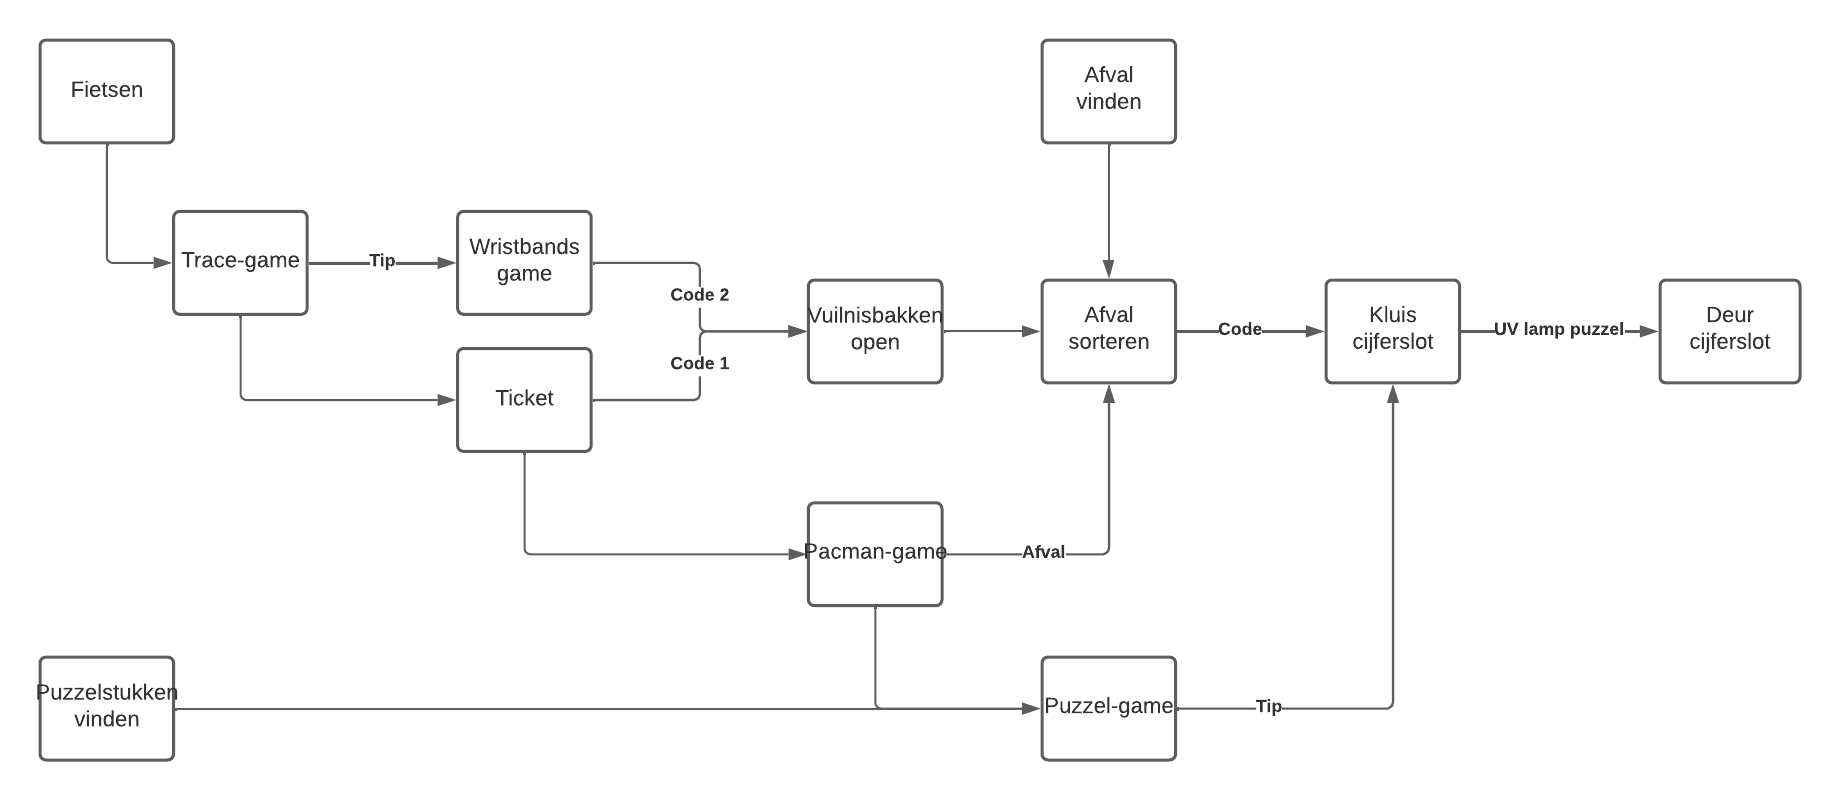 Fietsen
Afval
vinden
Trace-game
Tip
Wristbands
game
Code 2
Vuilnisbakken
open
Afval
sorteren
Code
Kluis
cijferslot
UV lamp puzzel
Deur
cijferslot
Code 1
Ticket
Pacman-game
Afval
Puzzelstukken
vinden
Puzzel-game
Tip